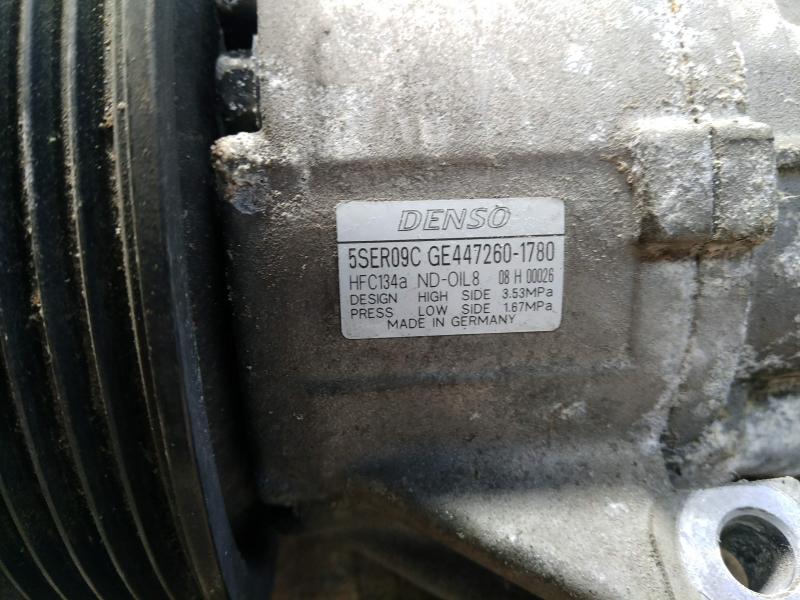 DENSO
5SER09C GE447260-1780
HFC134a ND-OIL8 08 H 00026
DESIGN HIGH SIDE 3.53MPa
PRESS LOW SIDE 1.67MPa
MADE IN GERMANY